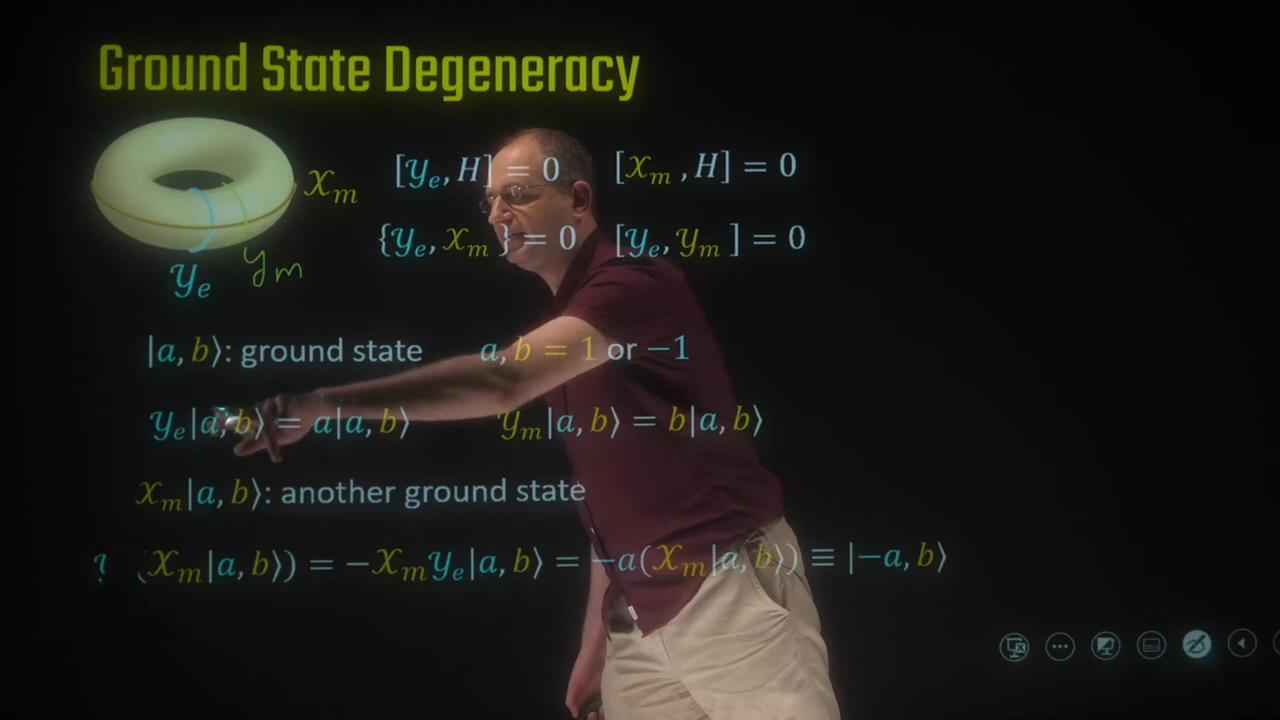 Ground State Degeneracy
𝒳ₘ [𝒴ₑ, H] = 0 [𝒳ₘ , H] = 0
{𝒴ₑ, 𝒳ₘ } = 0 [𝒴ₑ, 𝒴ₘ ] = 0
𝒴ₑ 𝒴ₘ
|a, b⟩: ground state a, b = 1 or −1
𝒴ₑ|a, b⟩ = a|a, b⟩ 𝒴ₘ|a, b⟩ = b|a, b⟩
𝒳ₘ|a, b⟩: another ground state
(𝒳ₘ|a, b⟩) = −𝒳ₘ𝒴ₑ|a, b⟩ = −a(𝒳ₘ|a, b⟩) ≡ |−a, b⟩